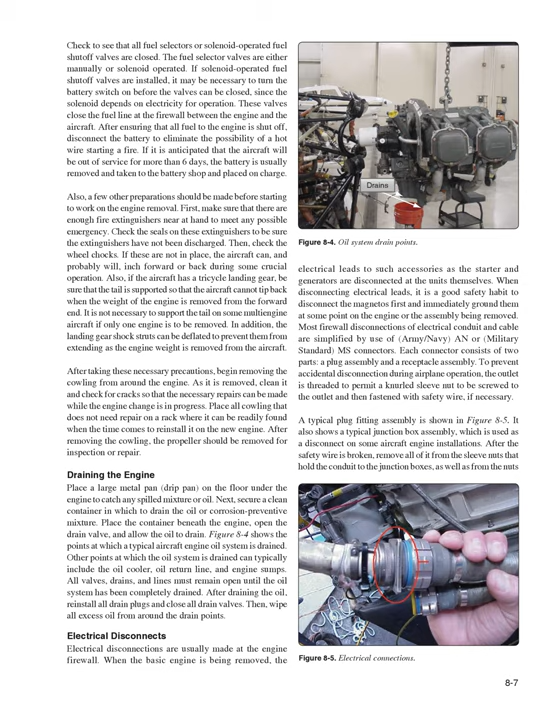 Check to see that all fuel selectors or solenoid-operated fuel
shutoff valves are closed. The fuel selector valves are either
manually or solenoid operated. If solenoid-operated fuel
shutoff valves are installed, it may be necessary to turn the
battery switch on before the valves can be closed, since the
solenoid depends on electricity for operation. These valves
close the fuel line at the firewall between the engine and the
aircraft. After ensuring that all fuel to the engine is shut off,
disconnect the battery to eliminate the possibility of a hot
wire starting a fire. If it is anticipated that the aircraft will
be out of service for more than 6 days, the battery is usually
removed and taken to the battery shop and placed on charge.
Also, a few other preparations should be made before starting
to work on the engine removal. First, make sure that there are
enough fire extinguishers near at hand to meet any possible
emergency. Check the seals on these extinguishers to be sure
the extinguishers have not been discharged. Then, check the
wheel chocks. If these are not in place, the aircraft can, and
probably will, inch forward or back during some crucial
operation. Also, if the aircraft has a tricycle landing gear, be
sure that the tail is supported so that the aircraft cannot tip back
when the weight of the engine is removed from the forward
end. It is not necessary to support the tail on some multiengine
aircraft if only one engine is to be removed. In addition, the
landing gear shock struts can be deflated to prevent them from
extending as the engine weight is removed from the aircraft.
After taking these necessary precautions, begin removing the
cowling from around the engine. As it is removed, clean it
and check for cracks so that the necessary repairs can be made
while the engine change is in progress. Place all cowling that
does not need repair on a rack where it can be readily found
when the time comes to reinstall it on the new engine. After
removing the cowling, the propeller should be removed for
inspection or repair.
Draining the Engine
Place a large metal pan (drip pan) on the floor under the
engine to catch any spilled mixture or oil. Next, secure a clean
container in which to drain the oil or corrosion-preventive
mixture. Place the container beneath the engine, open the
drain valve, and allow the oil to drain. Figure 8-4 shows the
points at which a typical aircraft engine oil system is drained.
Other points at which the oil system is drained can typically
include the oil cooler, oil return line, and engine sumps.
All valves, drains, and lines must remain open until the oil
system has been completely drained. After draining the oil,
reinstall all drain plugs and close all drain valves. Then, wipe
all excess oil from around the drain points.
Electrical Disconnects
Electrical disconnections are usually made at the engine
firewall. When the basic engine is being removed, the
Drains
Figure 8-4. Oil system drain points.
electrical leads to such accessories as the starter and
generators are disconnected at the units themselves. When
disconnecting electrical leads, it is a good safety habit to
disconnect the magnetos first and immediately ground them
at some point on the engine or the assembly being removed.
Most firewall disconnections of electrical conduit and cable
are simplified by use of (Army/Navy) AN or (Military
Standard) MS connectors. Each connector consists of two
parts: a plug assembly and a receptacle assembly. To prevent
accidental disconnection during airplane operation, the outlet
is threaded to permit a knurled sleeve nut to be screwed to
the outlet and then fastened with safety wire, if necessary.
A typical plug fitting assembly is shown in Figure 8-5. It
also shows a typical junction box assembly, which is used as
a disconnect on some aircraft engine installations. After the
safety wire is broken, remove all of it from the sleeve nuts that
hold the conduit to the junction boxes, as well as from the nuts
Figure 8-5. Electrical connections.
8-7